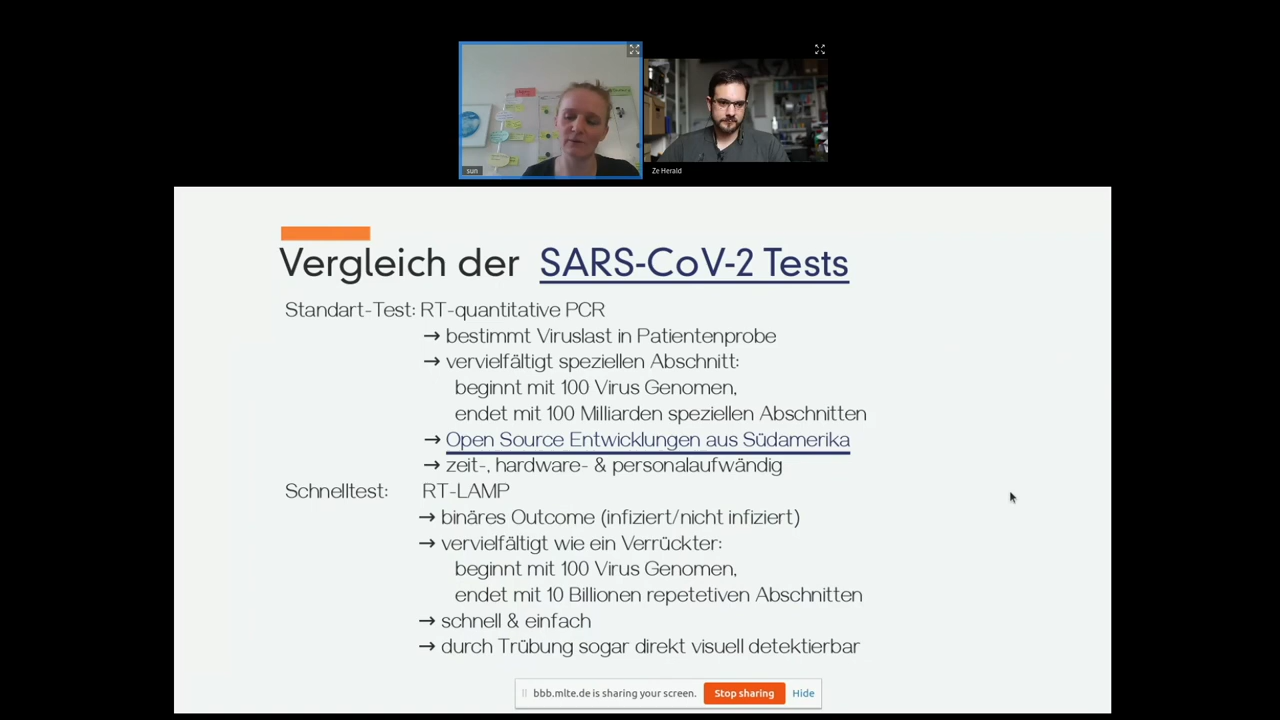 sun
Ze Herald
Vergleich der SARS-CoV-2 Tests
Standart-Test: RT-quantitative PCR
→ bestimmt Viruslast in Patientenprobe
→ vervielfältigt speziellen Abschnitt:
beginnt mit 100 Virus Genomen,
endet mit 100 Milliarden speziellen Abschnitten
→ Open Source Entwicklungen aus Südamerika
→ zeit-, hardware- & personalaufwändig
Schnelltest: RT-LAMP
→ binäres Outcome (infiziert/nicht infiziert)
→ vervielfältigt wie ein Verrückter:
beginnt mit 100 Virus Genomen,
endet mit 10 Billionen repetetiven Abschnitten
→ schnell & einfach
→ durch Trübung sogar direkt visuell detektierbar
bbb.mlte.de is sharing your screen. Stop sharing Hide